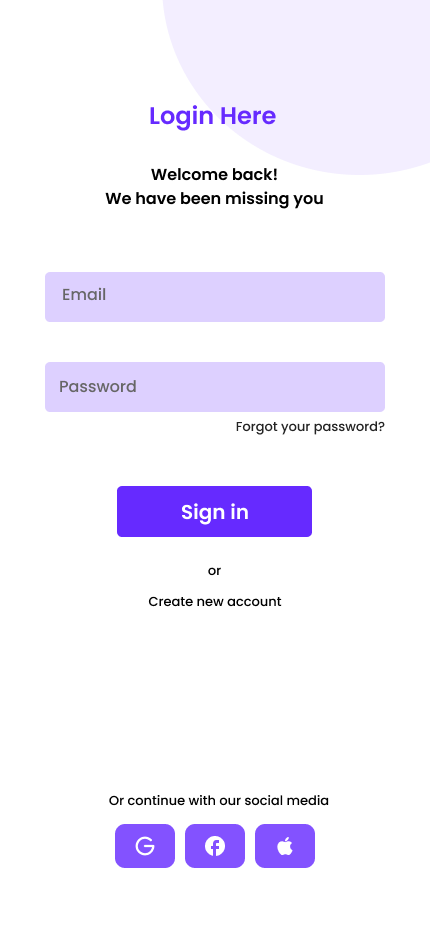 Login Here
Welcome back!
We have been missing you
Email
Password
Forgot your password?
Sign in
or
Create new account
Or continue with our social media